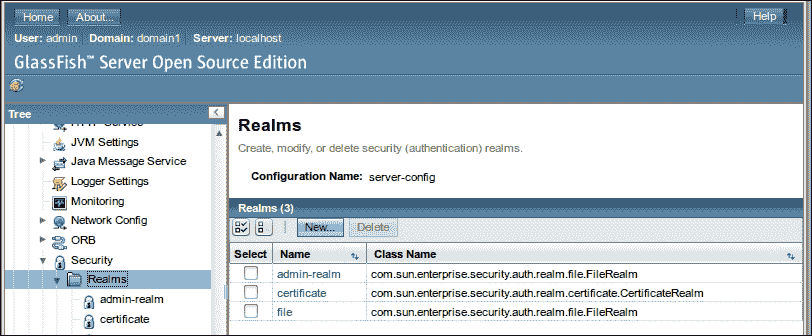 Home About... Help
User: admin Domain: domain1 Server: localhost
GlassFish™ Server Open Source Edition
Tree
HTTP Service
JVM Settings
Java Message Service
Logger Settings
Monitoring
Network Config
ORB
Security
Realms
admin-realm
certificate
Realms
Create, modify, or delete security (authentication) realms.
Configuration Name: server-config
Realms (3)
New... Delete
Select Name Class Name
admin-realm com.sun.enterprise.security.auth.realm.file.FileRealm
certificate com.sun.enterprise.security.auth.realm.certificate.CertificateRealm
file com.sun.enterprise.security.auth.realm.file.FileRealm